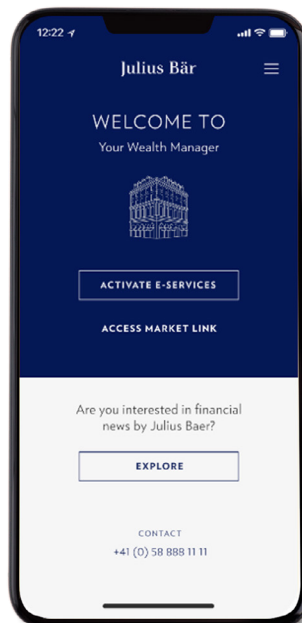 12:22
Julius Bär
WELCOME TO
Your Wealth Manager
ACTIVATE E-SERVICES
ACCESS MARKET LINK
Are you interested in financial
news by Julius Baer?
EXPLORE
CONTACT
+41 (0) 58 888 11 11